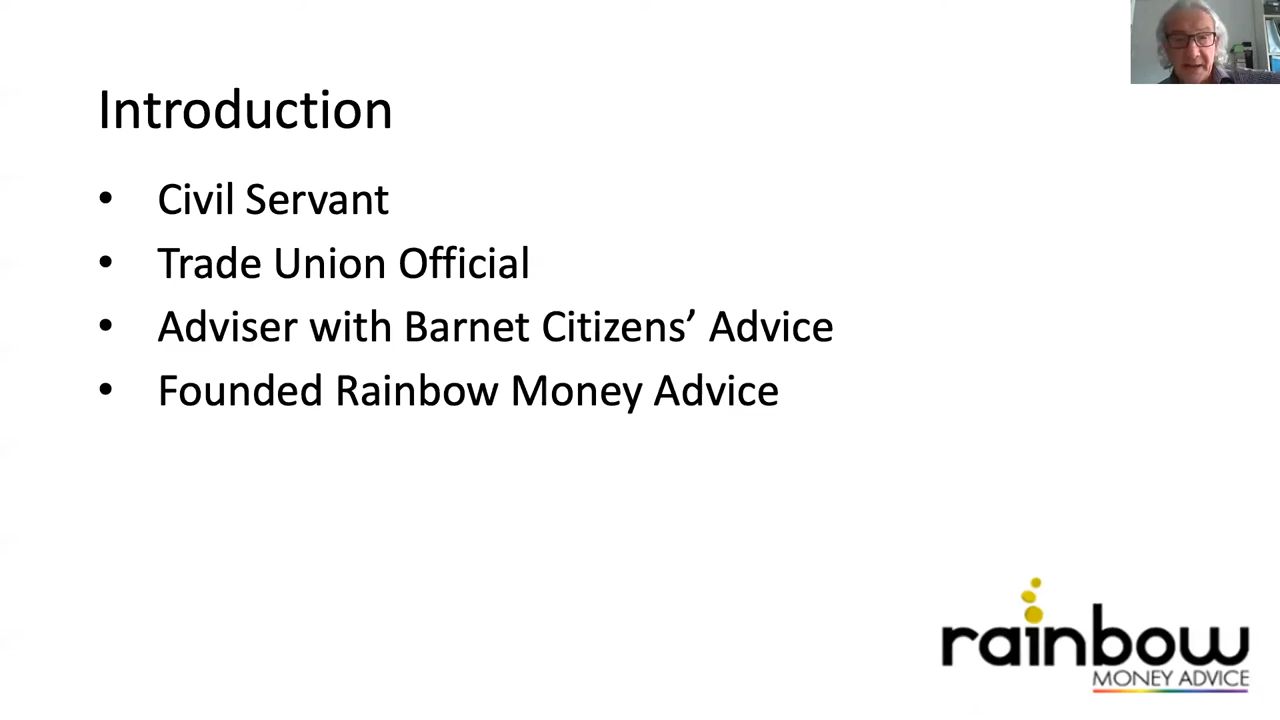 Introduction
• Civil Servant
• Trade Union Official
• Adviser with Barnet Citizens’ Advice
• Founded Rainbow Money Advice
rainbow
MONEY ADVICE